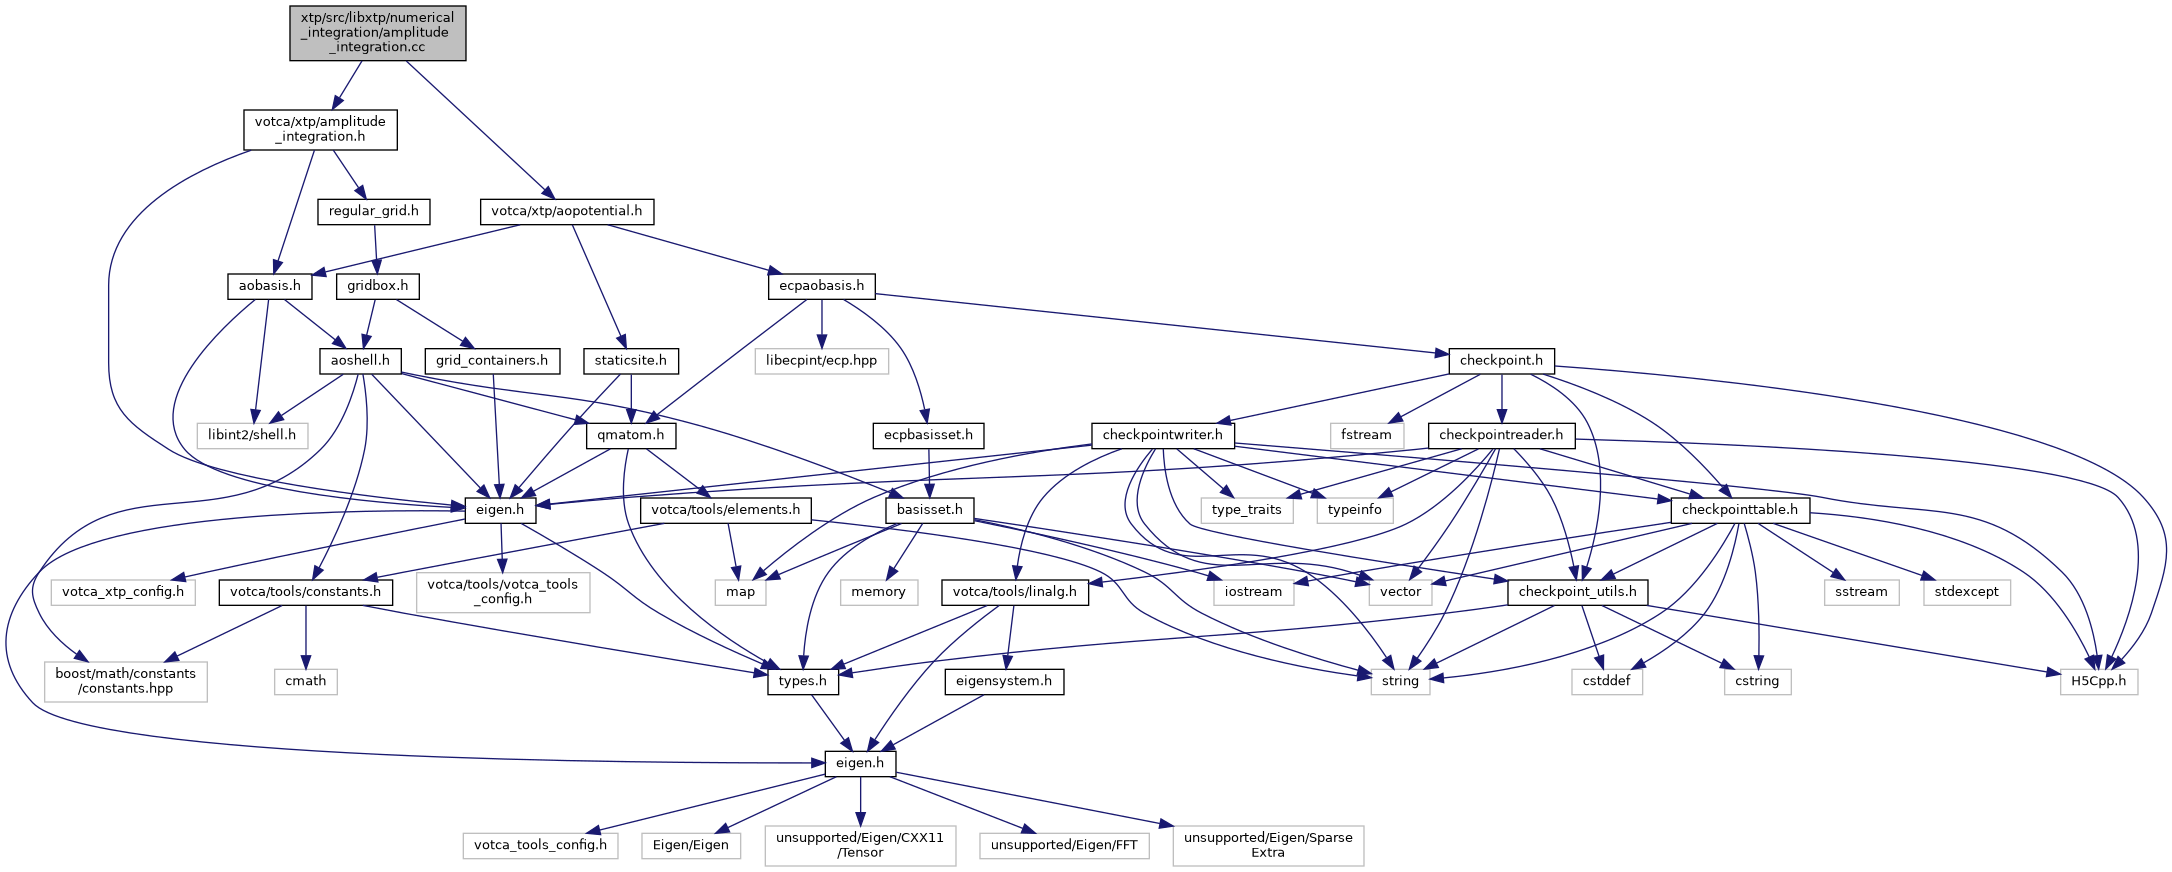 xtp/src/libxtp/numerical
_integration/amplitude
_integration.cc
votca/xtp/amplitude
_integration.h
regular_grid.h
votca/xtp/aopotential.h
aobasis.h
gridbox.h
ecpaobasis.h
aoshell.h
grid_containers.h
staticsite.h
libecpint/ecp.hpp
checkpoint.h
libint2/shell.h
qmatom.h
ecpbasisset.h
checkpointwriter.h
fstream
checkpointreader.h
eigen.h
votca/tools/elements.h
basisset.h
type_traits
typeinfo
checkpointtable.h
votca_xtp_config.h
votca/tools/constants.h
votca/tools/votca_tools
_config.h
map
memory
votca/tools/linalg.h
iostream
vector
checkpoint_utils.h
sstream
stdexcept
boost/math/constants
/constants.hpp
cmath
types.h
eigensystem.h
string
cstddef
cstring
H5Cpp.h
eigen.h
votca_tools_config.h
Eigen/Eigen
unsupported/Eigen/CXX11
/Tensor
unsupported/Eigen/FFT
unsupported/Eigen/Sparse
Extra